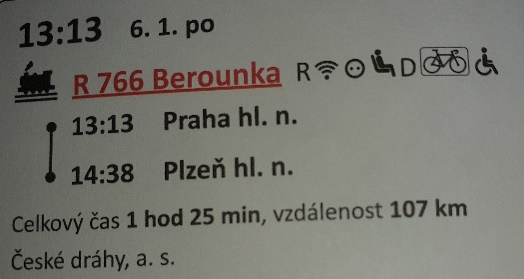 13:13 6. 1. po
R 766 Berounka R D
13:13 Praha hl. n.
14:38 Plzeň hl. n.
Celkový čas 1 hod 25 min, vzdálenost 107 km
České dráhy, a. s.